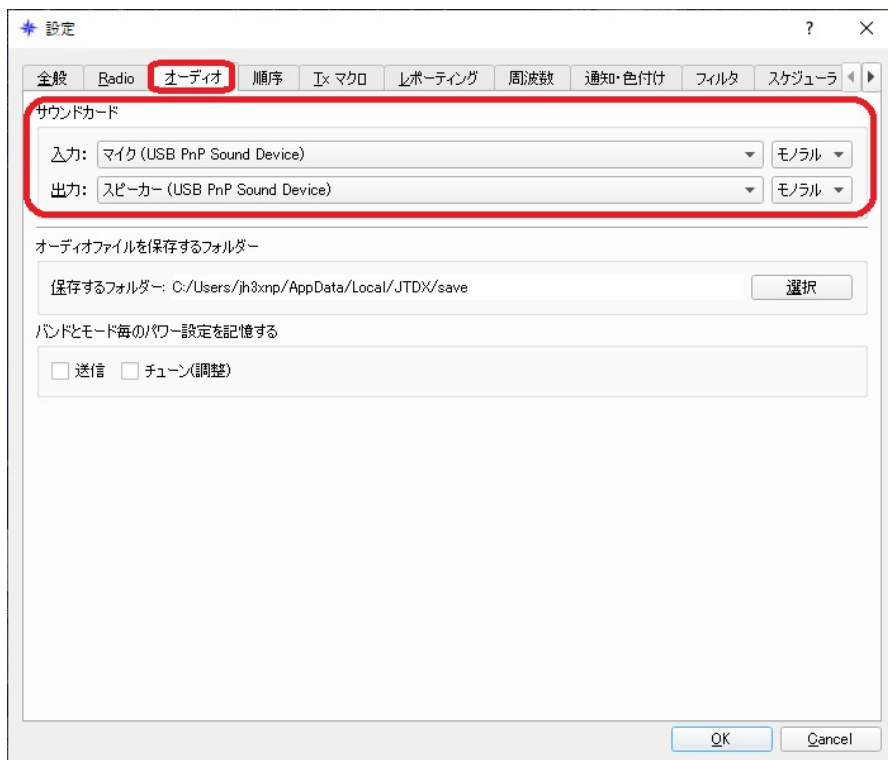 設定
?
全般 Radio オーディオ 順序 Tx マクロ レポーティング 周波数 通知・色付け フィルタ スケジューラ
サウンドカード
入力: マイク (USB PnP Sound Device) モノラル
出力: スピーカー (USB PnP Sound Device) モノラル
オーディオファイルを保存するフォルダー
保存するフォルダー: C:/Users/jh3xnp/AppData/Local/JTDX/save 選択
バンドとモード毎のパワー設定を記憶する
送信 チューン(調整)
OK Cancel